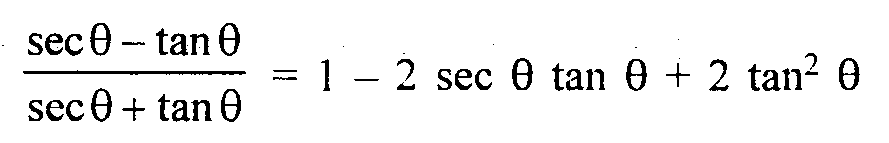 (sec θ – tan θ) / (sec θ + tan θ) = 1 – 2 sec θ tan θ + 2 tan² θ